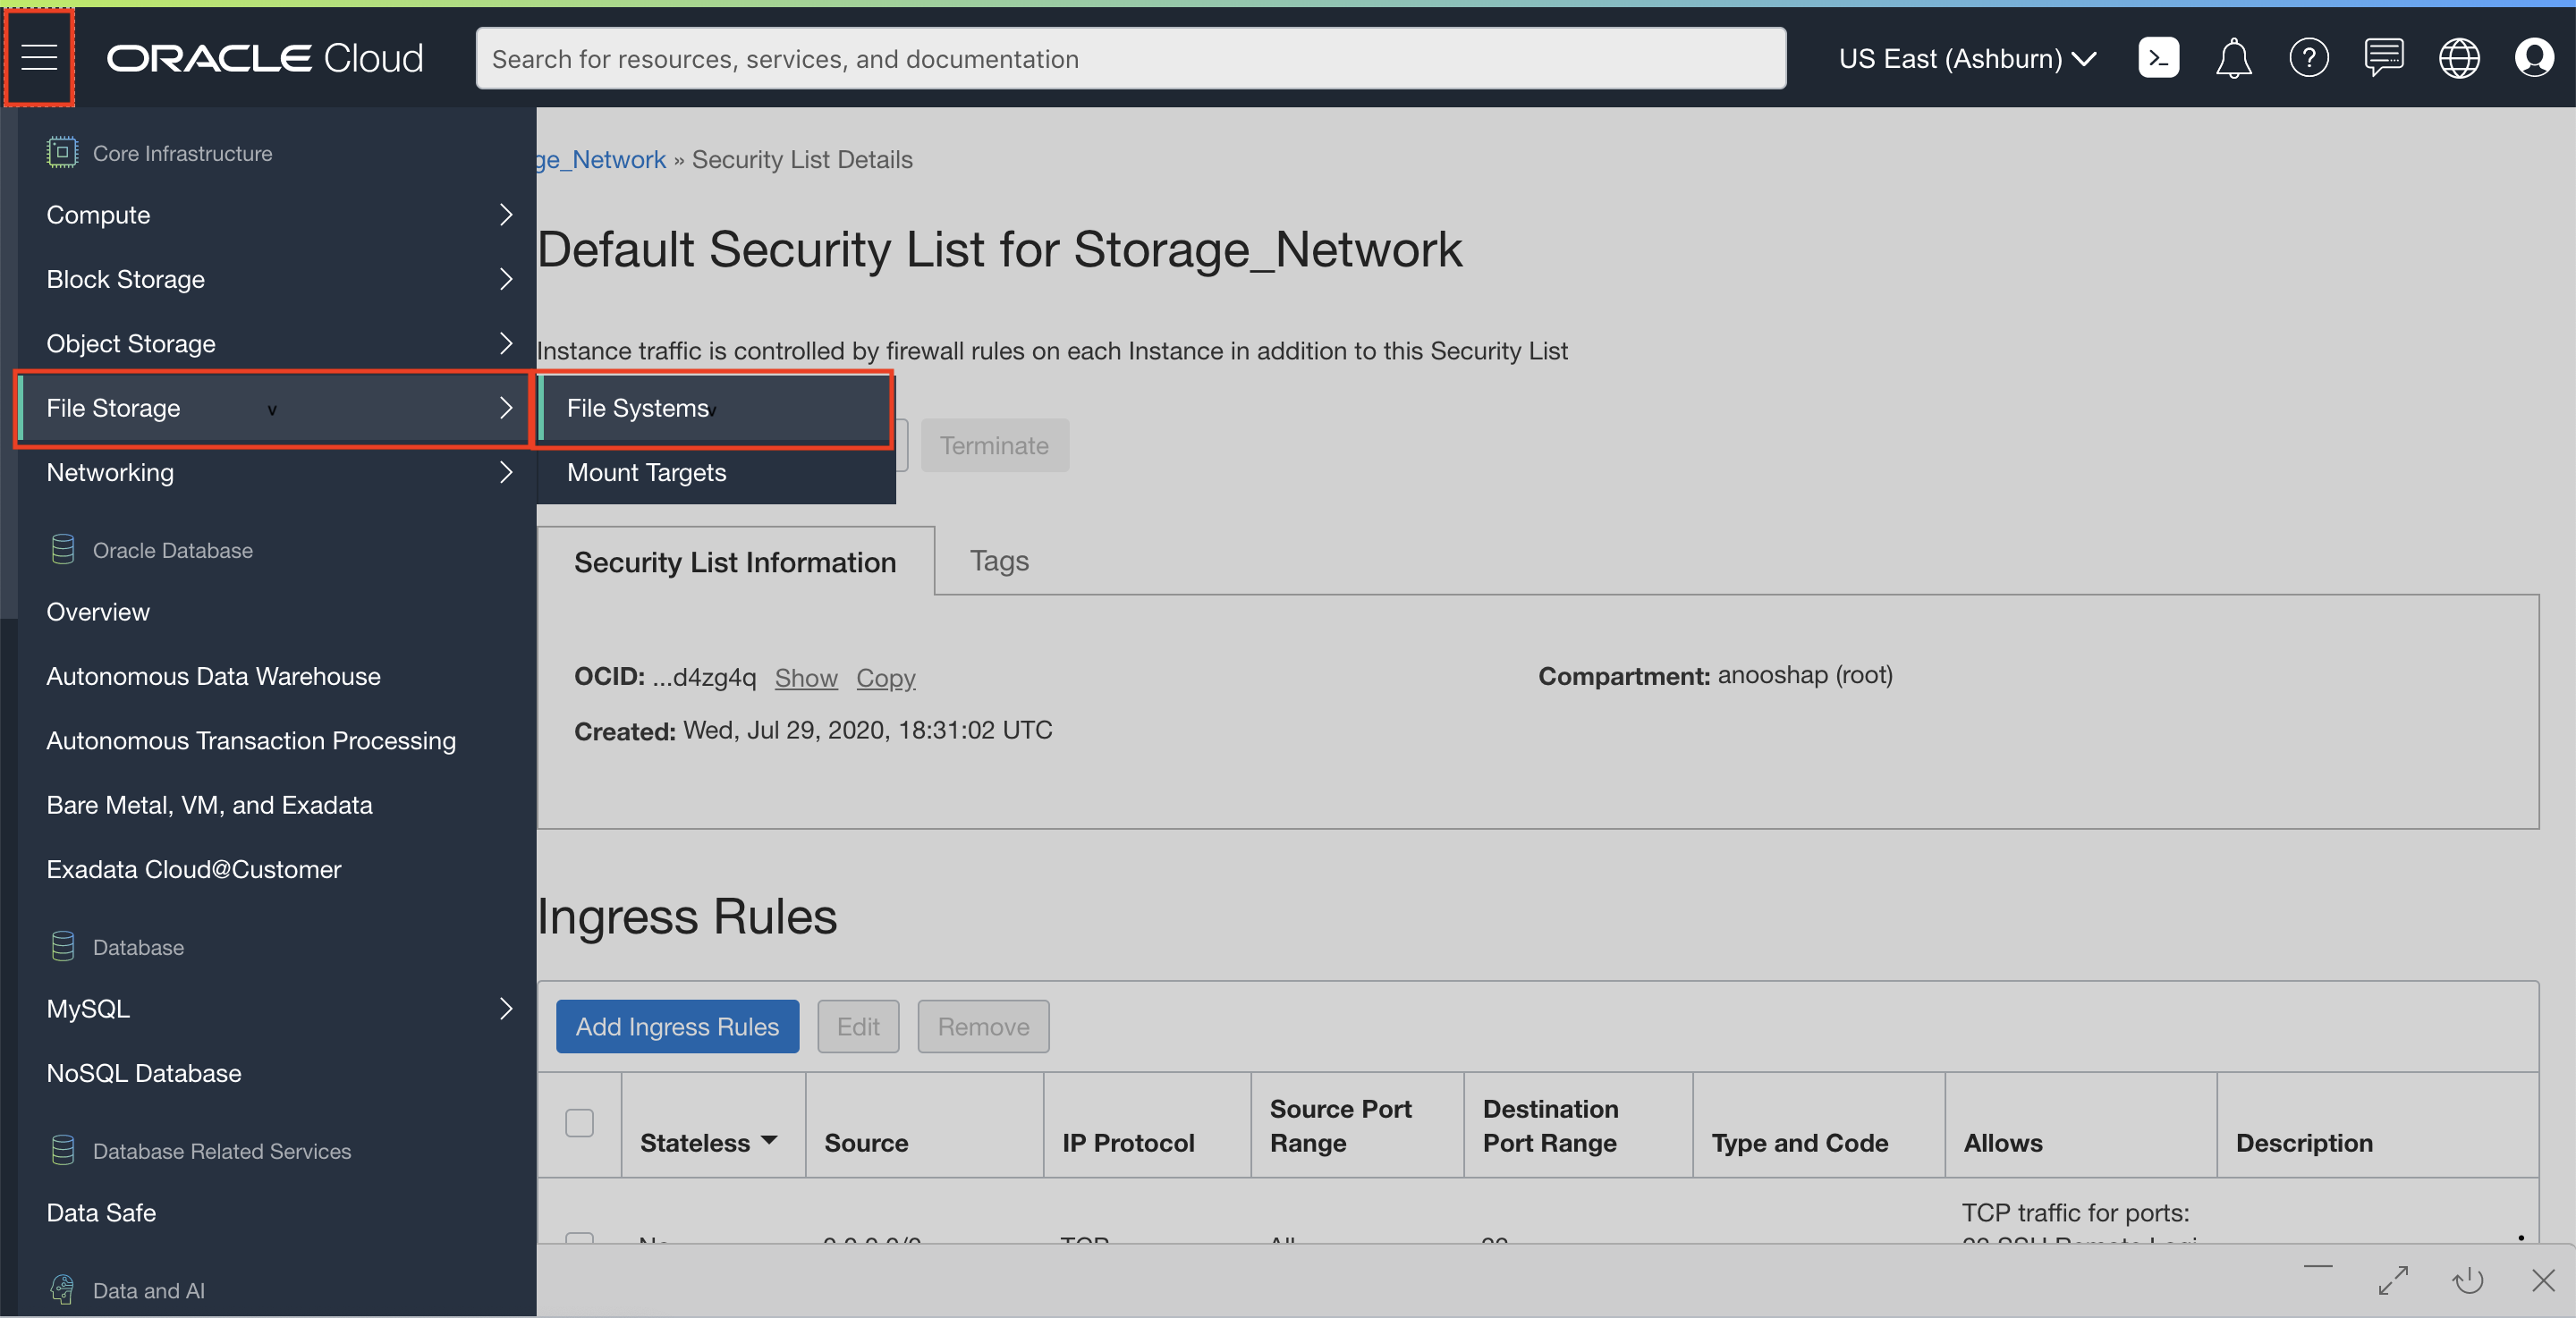 ORACLE Cloud
Search for resources, services, and documentation
US East (Ashburn)
Core Infrastructure
Compute
Block Storage
Object Storage
File Storage v
Networking
Oracle Database
Overview
Autonomous Data Warehouse
Autonomous Transaction Processing
Bare Metal, VM, and Exadata
Exadata Cloud@Customer
Database
MySQL
NoSQL Database
Database Related Services
Data Safe
Data and AI
File Systems v
Mount Targets
ge_Network » Security List Details
Default Security List for Storage_Network
Instance traffic is controlled by firewall rules on each Instance in addition to this Security List
Terminate
Security List Information
Tags
OCID: ...d4zg4q Show Copy
Compartment: anooshap (root)
Created: Wed, Jul 29, 2020, 18:31:02 UTC
Ingress Rules
Add Ingress Rules
Edit
Remove
Stateless
Source
IP Protocol
Source Port
Range
Destination
Port Range
Type and Code
Allows
Description
TCP traffic for ports: